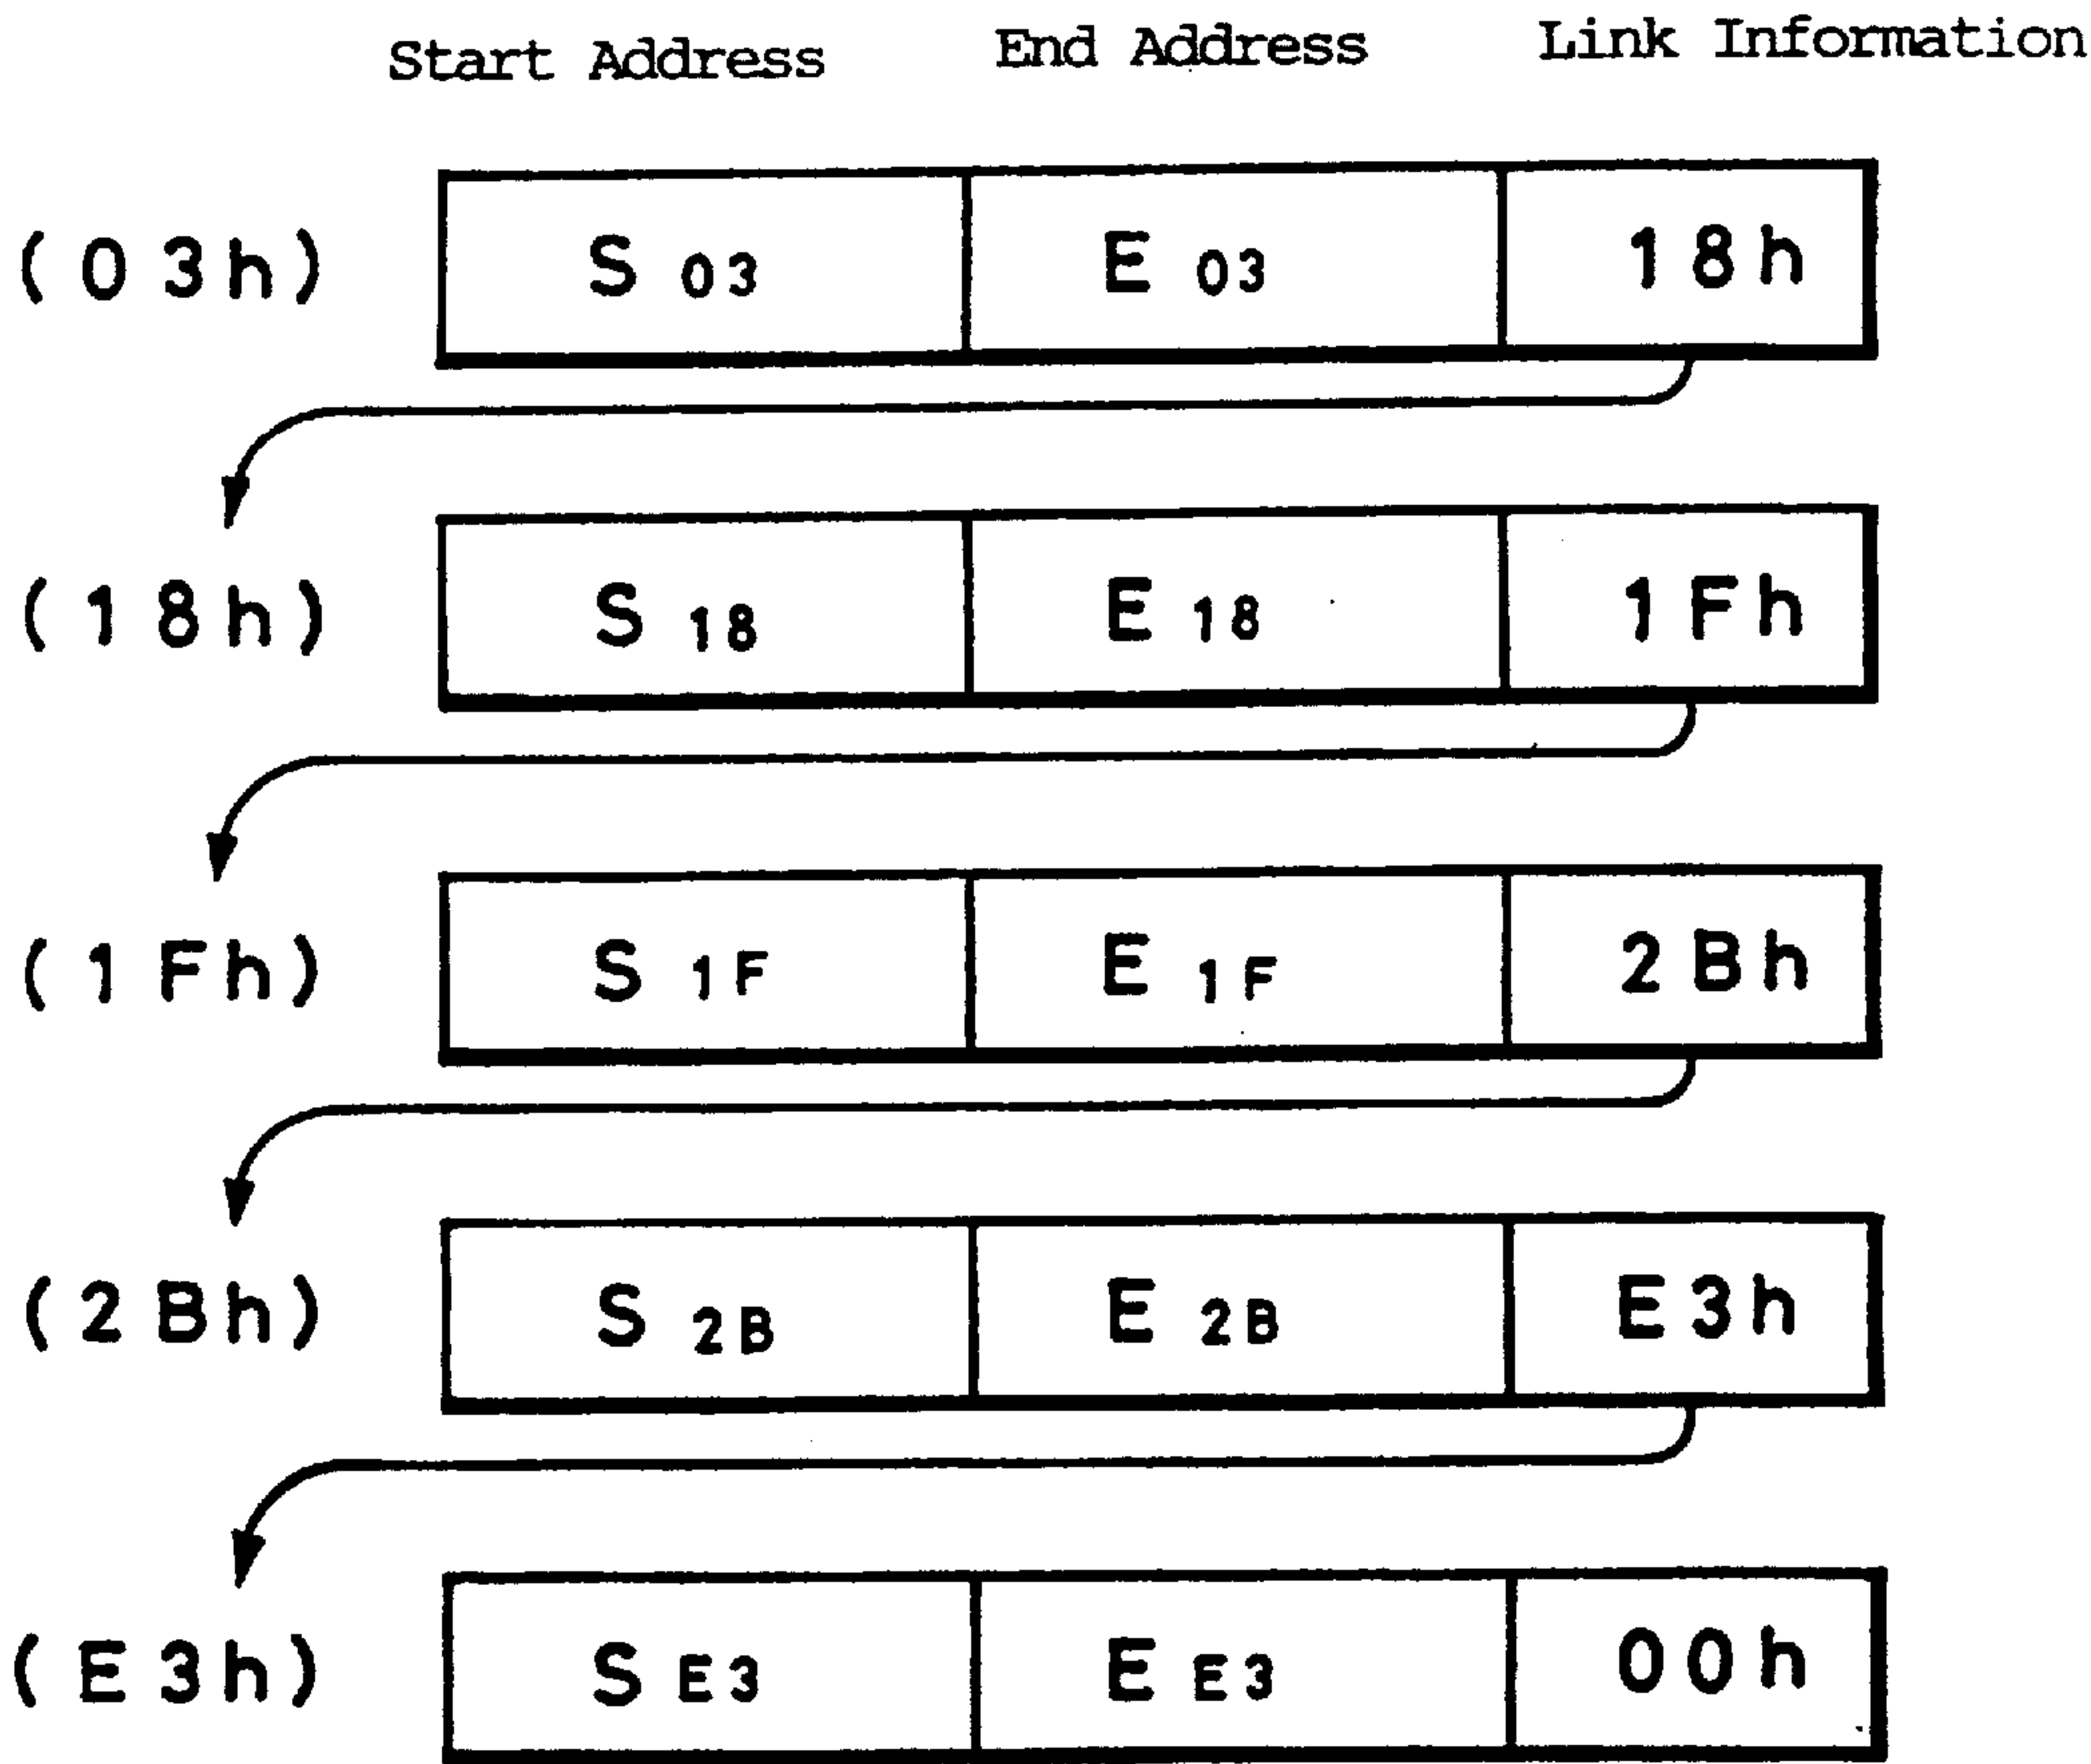 Start Address End Address Link Information
(03h) S 03 E 03 18h
(18h) S 18 E 18 1Fh
(1Fh) S 1F E 1F 2Bh
(2Bh) S 2B E 2B E3h
(E3h) S E3 E E3 00h